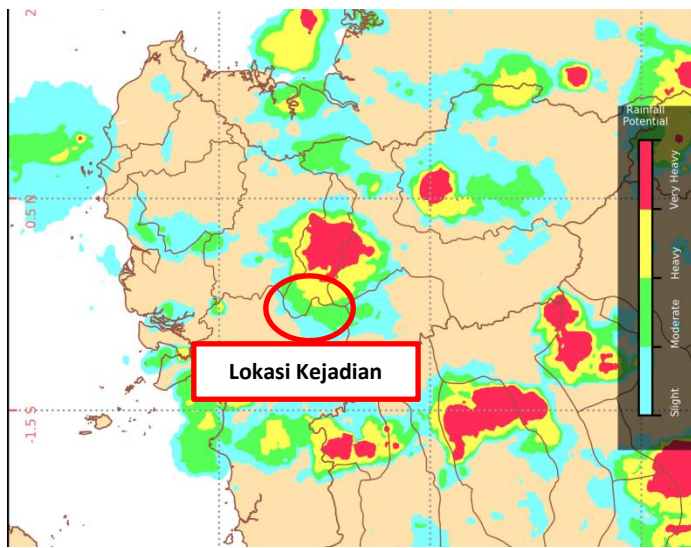 2
Rainfall
Potential
Very Heavy
0.5 N
Heavy
Moderate
Lokasi Kejadian
Slight
-1.5 S